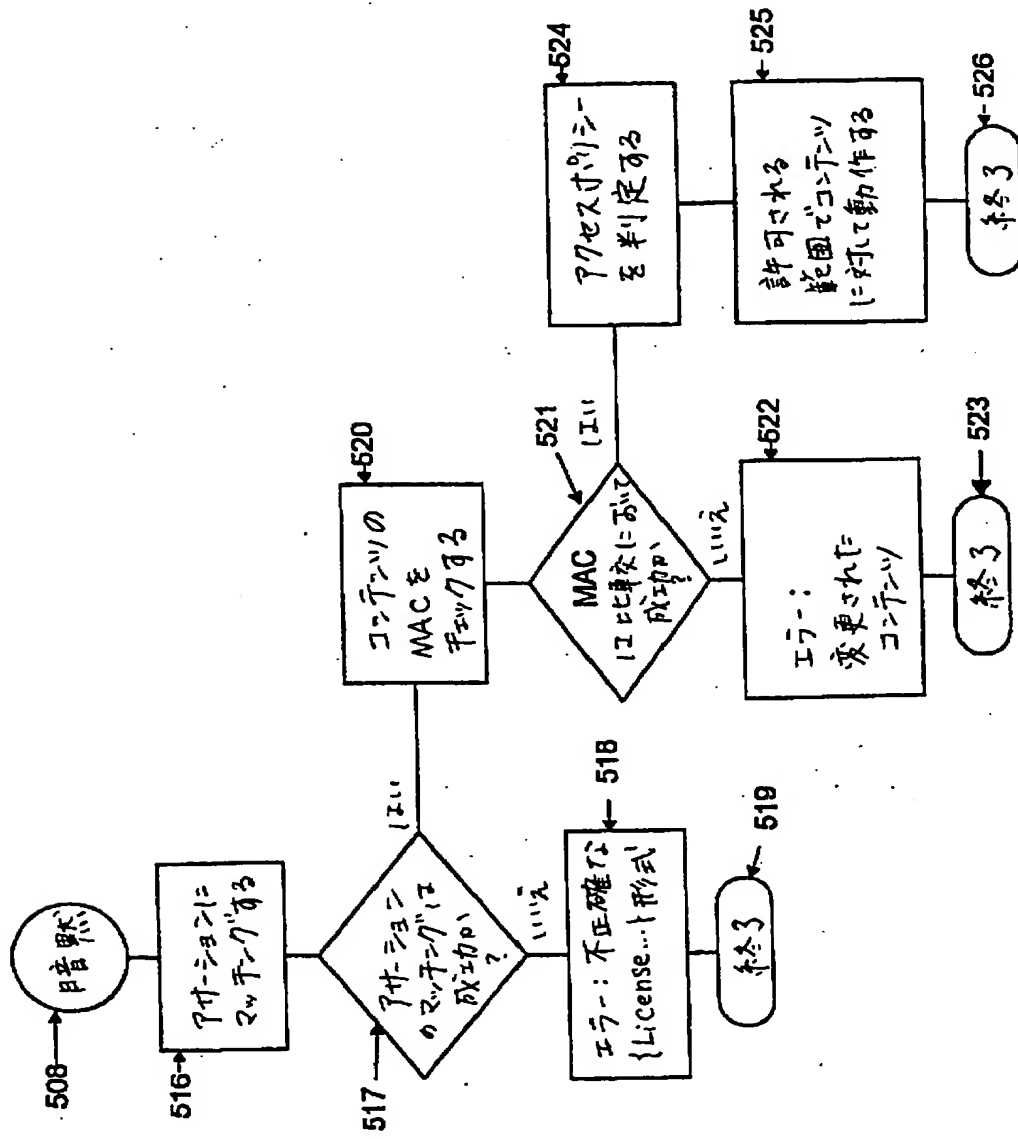 508
暗黙
516
アサーションに
マッチングする
517
アサーション
のマッチングは
成功か
?
はい
いいえ
518
エラー:不正確な
{License…}形式
519
終了
520
コンテンツの
MACを
チェックする
521
MAC
は比較において
成功か
?
はい
いいえ
522
エラー:
変更された
コンテンツ
523
終了
524
アクセスポリシー
を判定する
525
許可される
範囲でコンテンツ
に対して動作する
526
終了